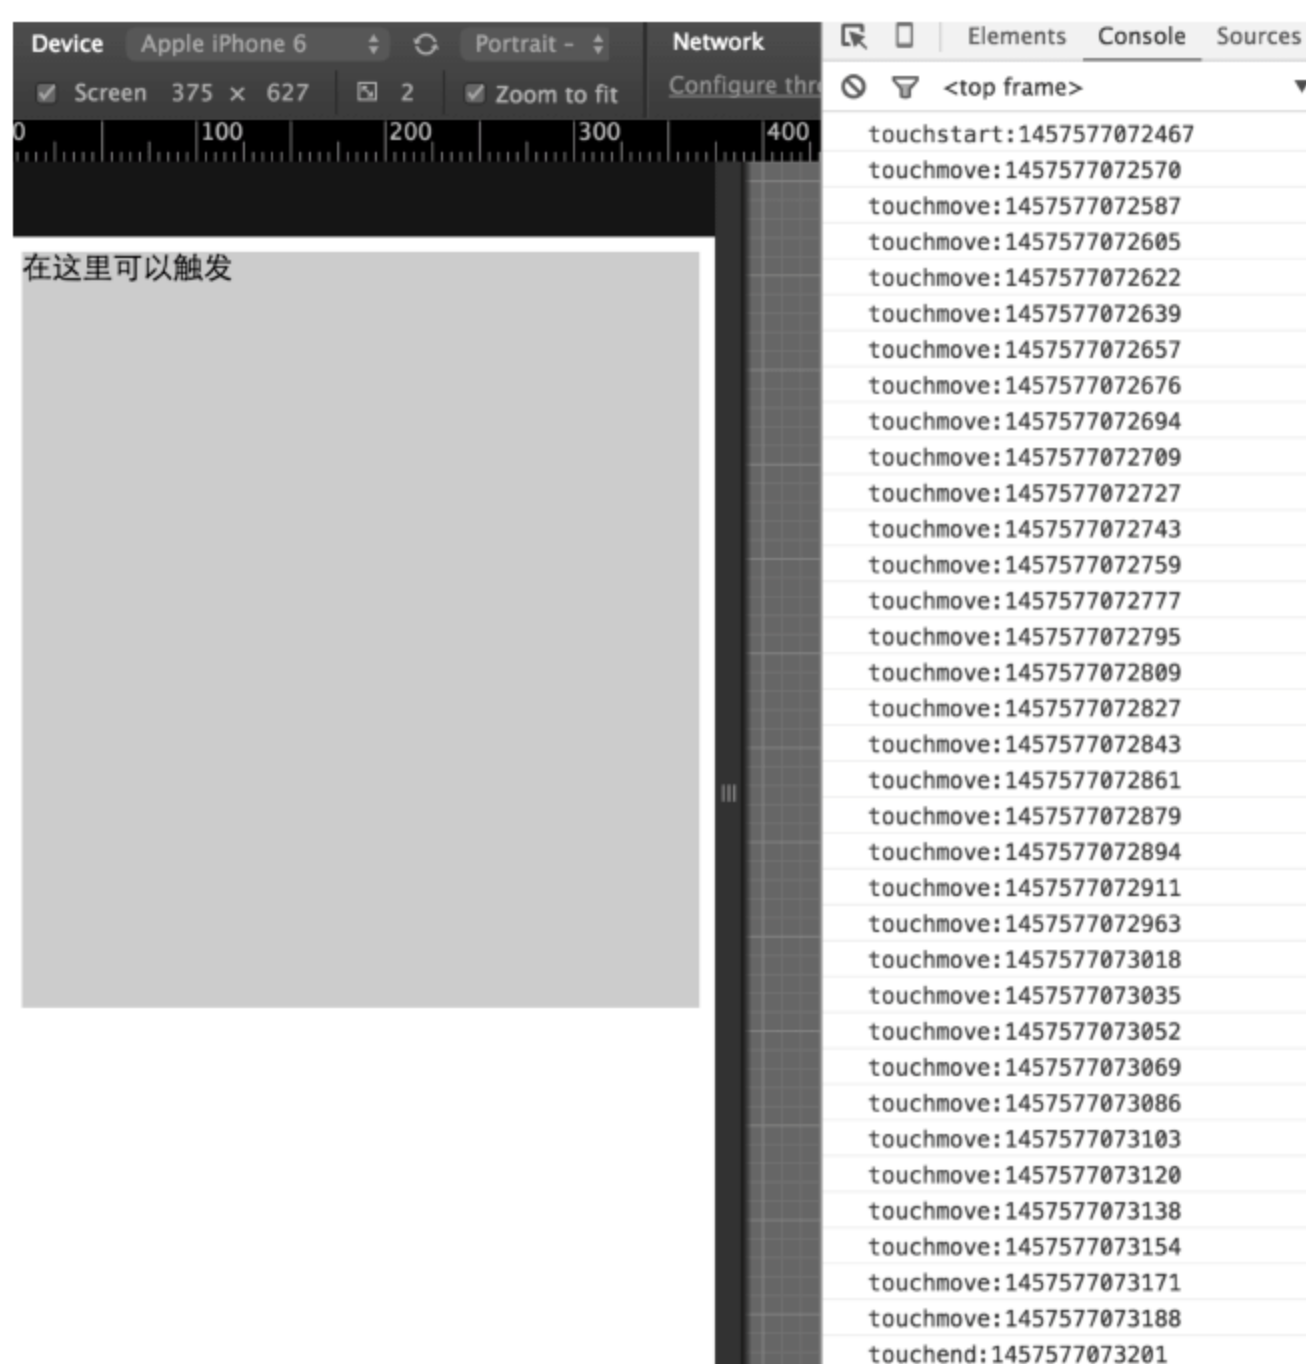 Device Apple iPhone 6 Portrait - Network
Screen 375 × 627 2 Zoom to fit Configure thr
0 100 200 300 400
在这里可以触发
Elements Console Sources
<top frame>
touchstart:1457577072467
touchmove:1457577072570
touchmove:1457577072587
touchmove:1457577072605
touchmove:1457577072622
touchmove:1457577072639
touchmove:1457577072657
touchmove:1457577072676
touchmove:1457577072694
touchmove:1457577072709
touchmove:1457577072727
touchmove:1457577072743
touchmove:1457577072759
touchmove:1457577072777
touchmove:1457577072795
touchmove:1457577072809
touchmove:1457577072827
touchmove:1457577072843
touchmove:1457577072861
touchmove:1457577072879
touchmove:1457577072894
touchmove:1457577072911
touchmove:1457577072963
touchmove:1457577073018
touchmove:1457577073035
touchmove:1457577073052
touchmove:1457577073069
touchmove:1457577073086
touchmove:1457577073103
touchmove:1457577073120
touchmove:1457577073138
touchmove:1457577073154
touchmove:1457577073171
touchmove:1457577073188
touchend:1457577073201